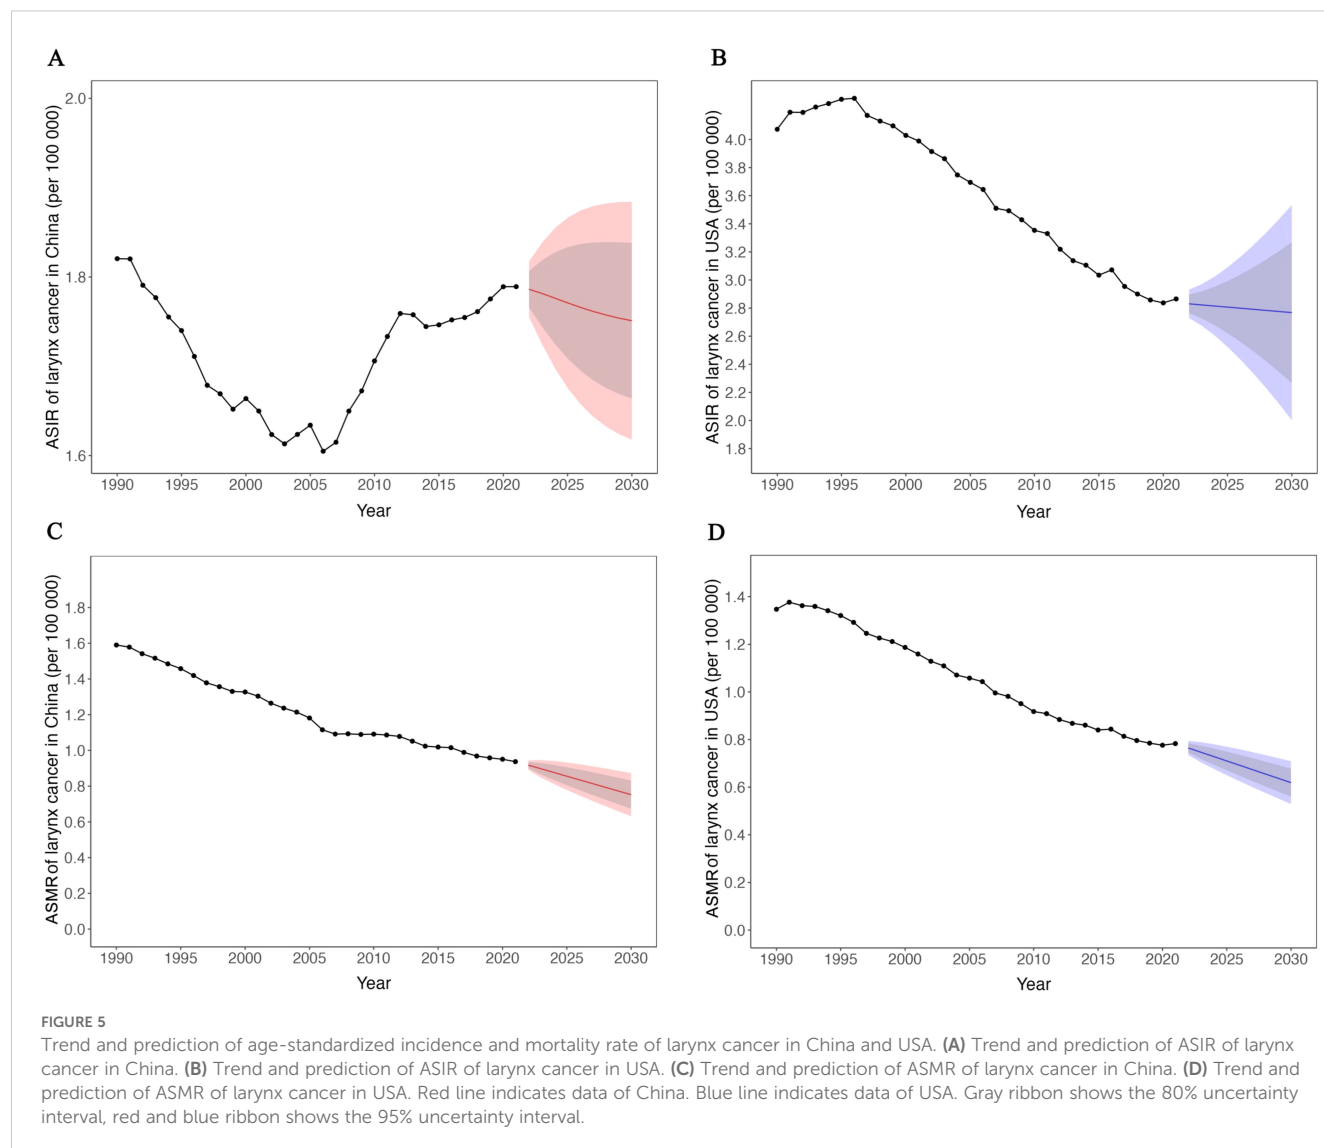 A
ASIR of larynx cancer in China (per 100 000)
2.0
1.8
1.6
1990 1995 2000 2005 2010 2015 2020 2025 2030
Year
B
ASIR of larynx cancer in USA (per 100 000)
4.0
3.8
3.6
3.4
3.2
3.0
2.8
2.6
2.4
2.2
2.0
1.8
1990 1995 2000 2005 2010 2015 2020 2025 2030
Year
C
ASMR of larynx cancer in China (per 100 000)
1.8
1.6
1.4
1.2
1.0
0.8
0.6
0.4
0.2
0.0
1990 1995 2000 2005 2010 2015 2020 2025 2030
Year
D
ASMR of larynx cancer in USA (per 100 000)
1.4
1.2
1.0
0.8
0.6
0.4
0.2
0.0
1990 1995 2000 2005 2010 2015 2020 2025 2030
Year
FIGURE 5
Trend and prediction of age-standardized incidence and mortality rate of larynx cancer in China and USA. (A) Trend and prediction of ASIR of larynx
cancer in China. (B) Trend and prediction of ASIR of larynx cancer in USA. (C) Trend and prediction of ASMR of larynx cancer in China. (D) Trend and
prediction of ASMR of larynx cancer in USA. Red line indicates data of China. Blue line indicates data of USA. Gray ribbon shows the 80% uncertainty
interval, red and blue ribbon shows the 95% uncertainty interval.